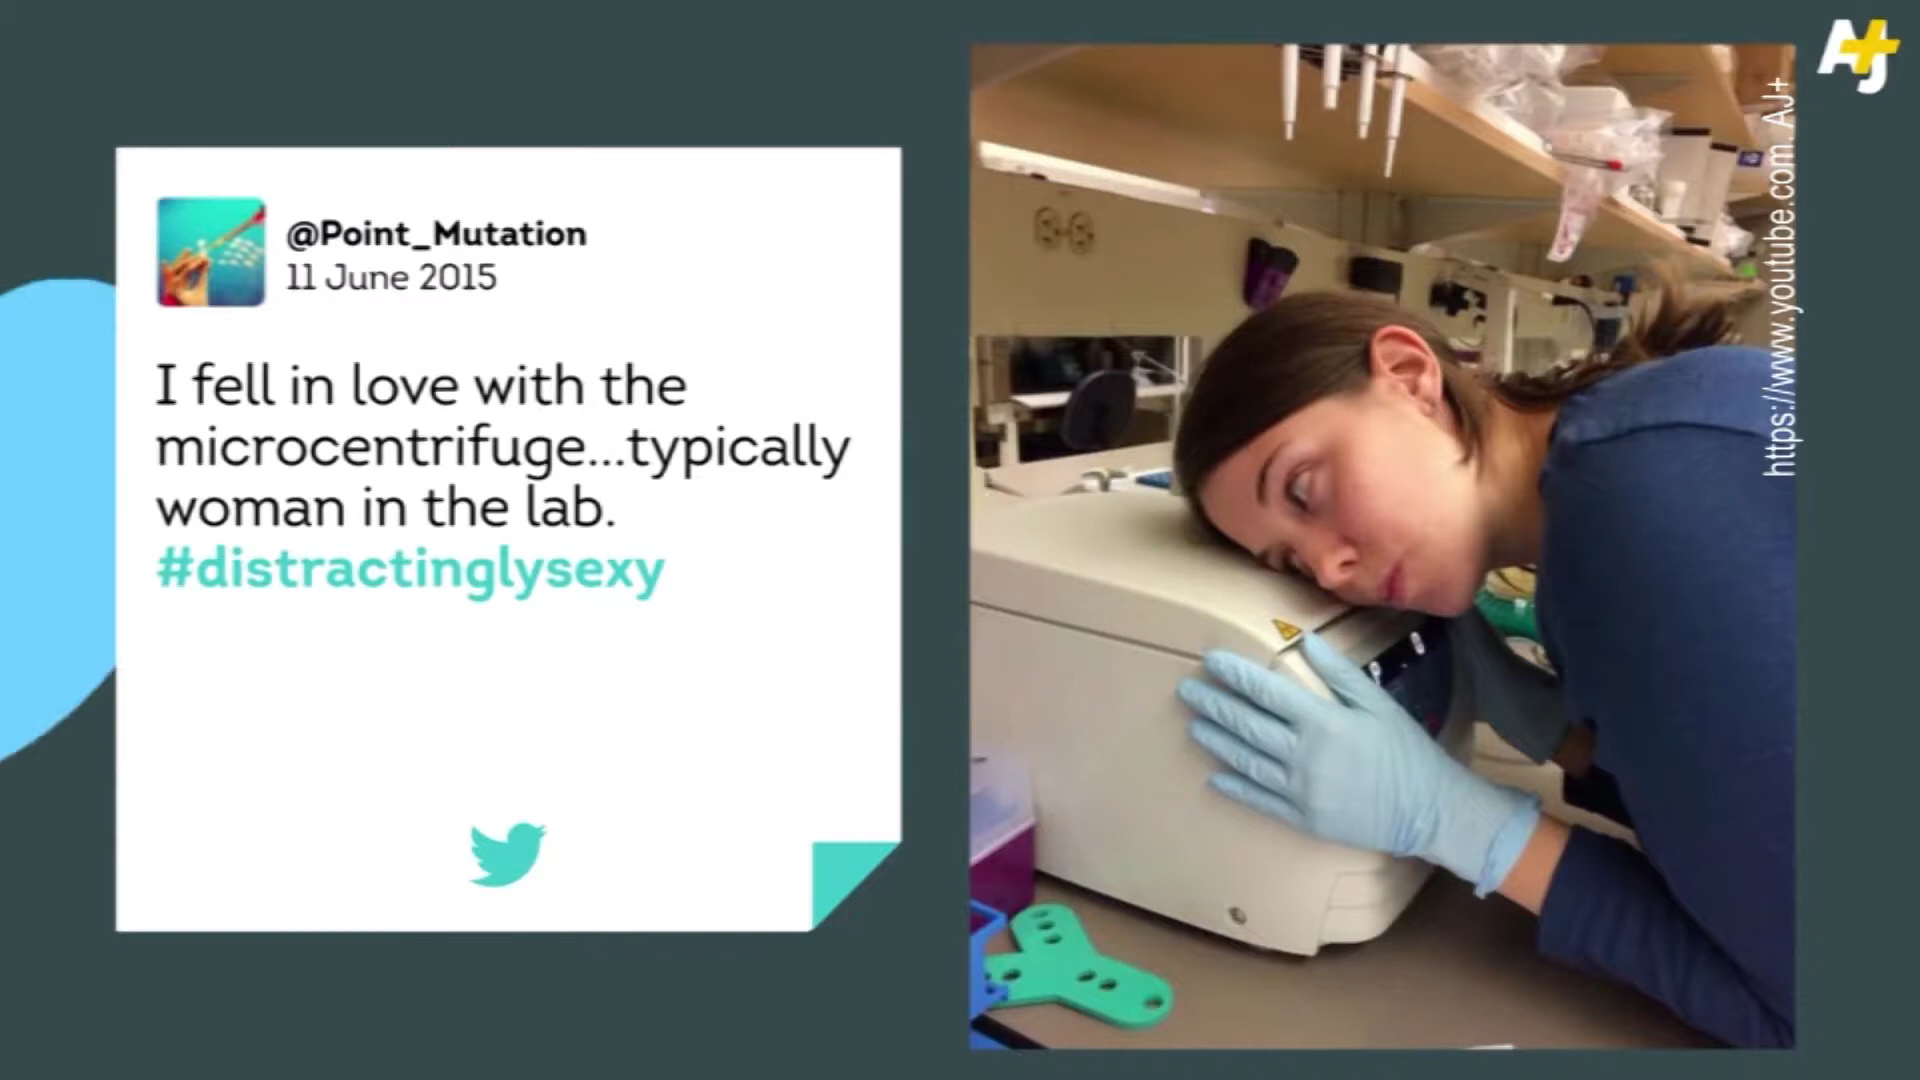 @Point_Mutation
11 June 2015
I fell in love with the
microcentrifuge...typically
woman in the lab.
#distractinglysexy
AJ+
https://www.youtube.com. AJ+